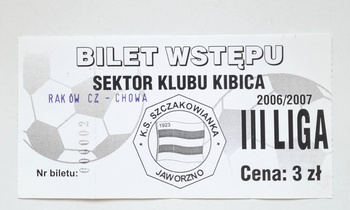 BILET WSTĘPU
SEKTOR KLUBU KIBICA
RAKÓW CZ - CHOWA
2006/2007
K.S. SZCZAKOWIANKA
1923
JAWORZNO
III LIGA
Nr biletu:
Cena: 3 zł